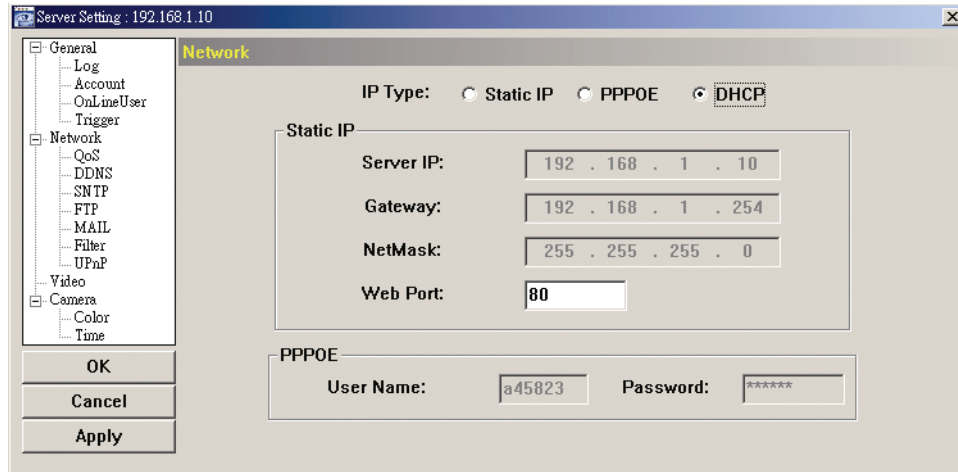 Server Setting : 192.168.1.10
General
Log
Account
OnLineUser
Trigger
Network
QoS
DDNS
SNTP
FTP
MAIL
Filter
UPnP
Video
Camera
Color
Time
OK
Cancel
Apply
Network
IP Type: Static IP PPPOE DHCP
Static IP
Server IP: 192 . 168 . 1 . 10
Gateway: 192 . 168 . 1 . 254
NetMask: 255 . 255 . 255 . 0
Web Port: 80
PPPOE
User Name: a45823 Password: ******